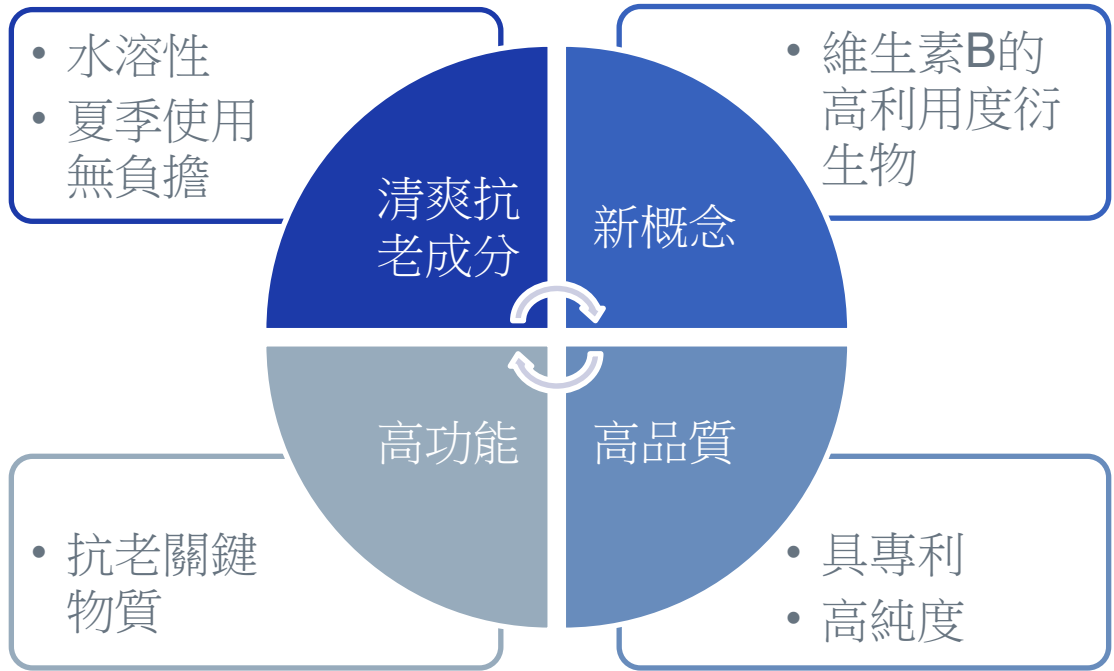 • 水溶性
• 夏季使用
無負擔
清爽抗
老成分
• 維生素B的
高利用度衍
生物
新概念
• 抗老關鍵
物質
高功能
• 具專利
• 高純度
高品質